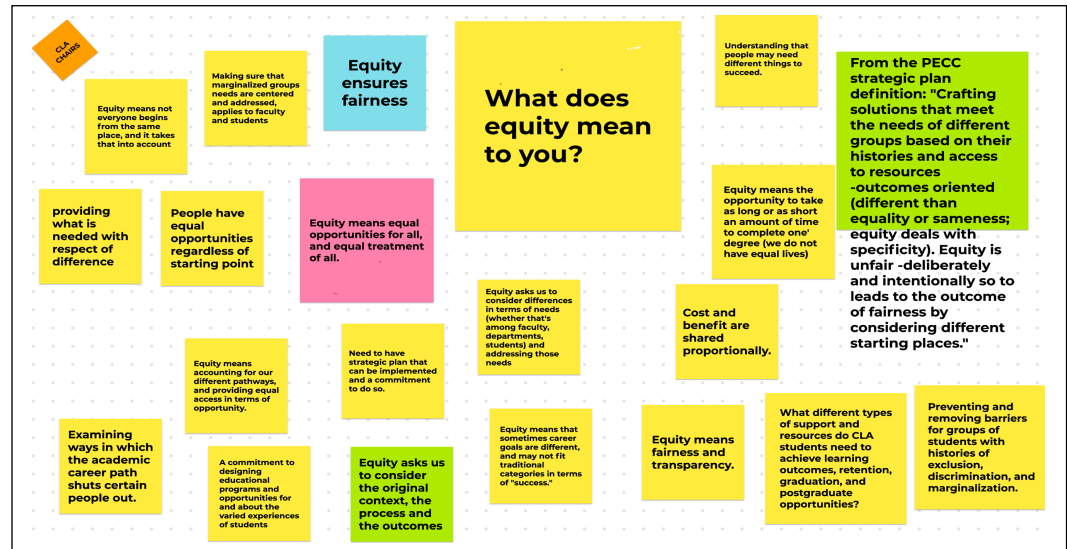 CLA
CHAIRS
Equity means not
everyone begins
from the same
place, and it takes
that into account
Making sure that
marginalized groups
needs are centered
and addressed,
applies to faculty
and students
Equity
ensures
fairness
What does
equity mean
to you?
Understanding that
people may need
different things to
succeed.
From the PECC
strategic plan
definition: "Crafting
solutions that meet
the needs of different
groups based on their
histories and access
to resources
-outcomes oriented
(different than
equality or sameness;
equity deals with
specificity). Equity is
unfair -deliberately
and intentionally so to
leads to the outcome
of fairness by
considering different
starting places."
providing
what is
needed with
respect of
difference
People have
equal
opportunities
regardless of
starting point
Equity means equal
opportunities for all,
and equal treatment
of all.
Equity means the
opportunity to take
as long or as short
an amount of time
to complete one'
degree (we do not
have equal lives)
Equity asks us to
consider differences
in terms of needs
(whether that's
among faculty,
departments,
students) and
addressing those
needs
Cost and
benefit are
shared
proportionally.
Equity means
accounting for our
different pathways,
and providing equal
access in terms of
opportunity.
Need to have
strategic plan that
can be implemented
and a commitment
to do so.
Examining
ways in which
the academic
career path
shuts certain
people out.
A commitment to
designing
educational
programs and
opportunities for
and about the
varied experiences
of students
Equity asks us
to consider
the original
context, the
process and
the outcomes
Equity means that
sometimes career
goals are different,
and may not fit
traditional
categories in terms
of "success."
Equity means
fairness and
transparency.
What different types
of support and
resources do CLA
students need to
achieve learning
outcomes, retention,
graduation, and
postgraduate
opportunities?
Preventing and
removing barriers
for groups of
students with
histories of
exclusion,
discrimination, and
marginalization.